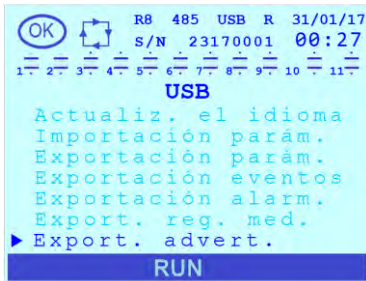 OK R8 485 USB R 31/01/17
S/N 23170001 00:27
1. 2. 3. 4. 5. 6. 7. 8. 9. 10 11.
USB
Actualiz. el idioma
Importación parám.
Exportación parám.
Exportación eventos
Exportación alarm.
Export. reg. med.
Export. advert.
RUN